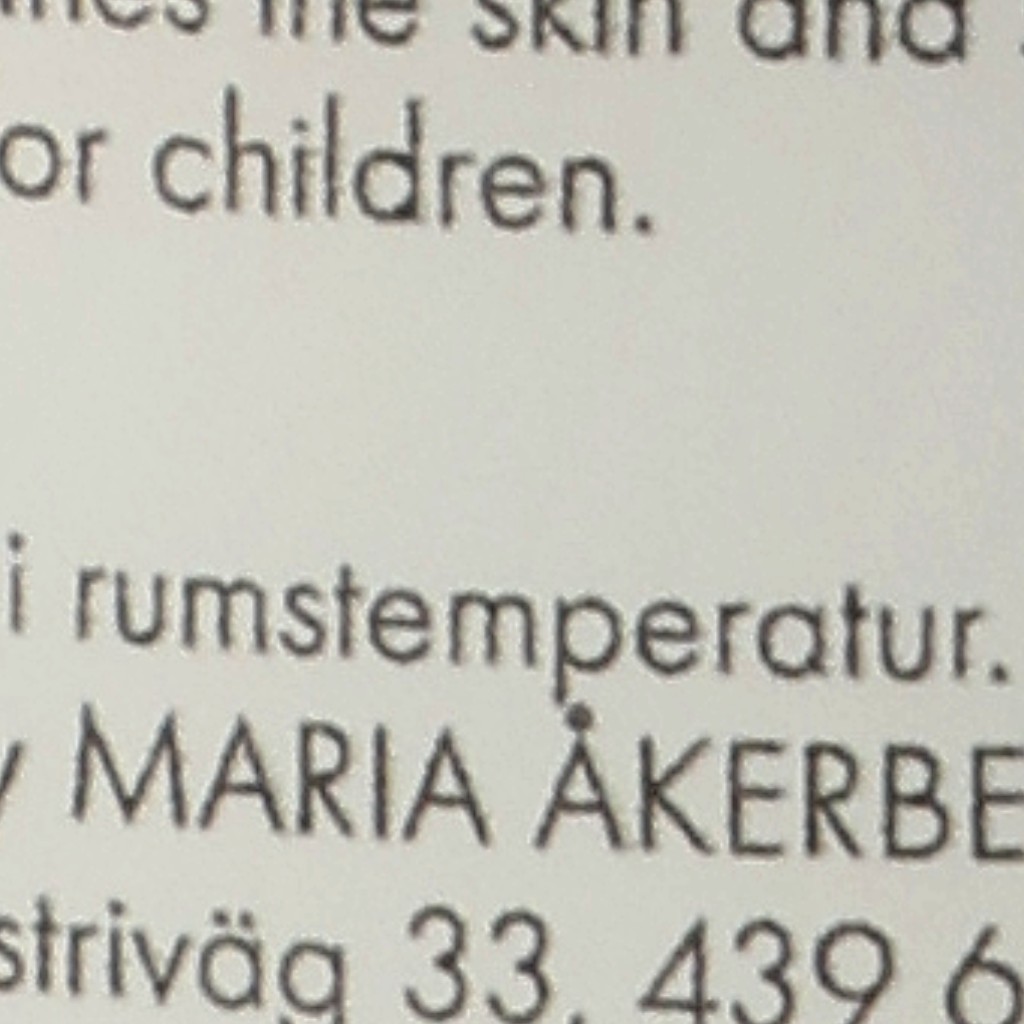 the skin and
or children.
i rumstemperatur.
MARIA ÅKERBE
striväg 33, 439 6